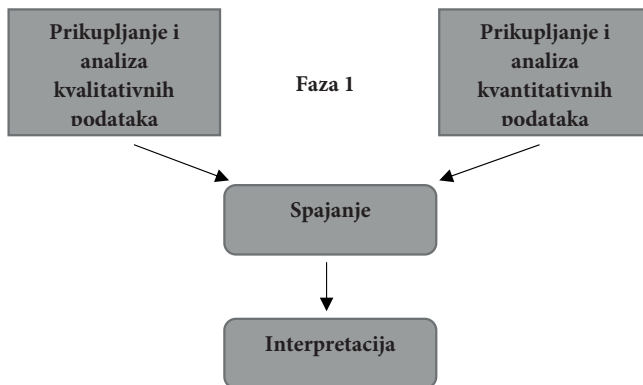 Prikupljanje i
analiza
kvalitativnih
podataka
Faza 1
Prikupljanje i
analiza
kvantitativnih
podataka
Spajanje
Interpretacija